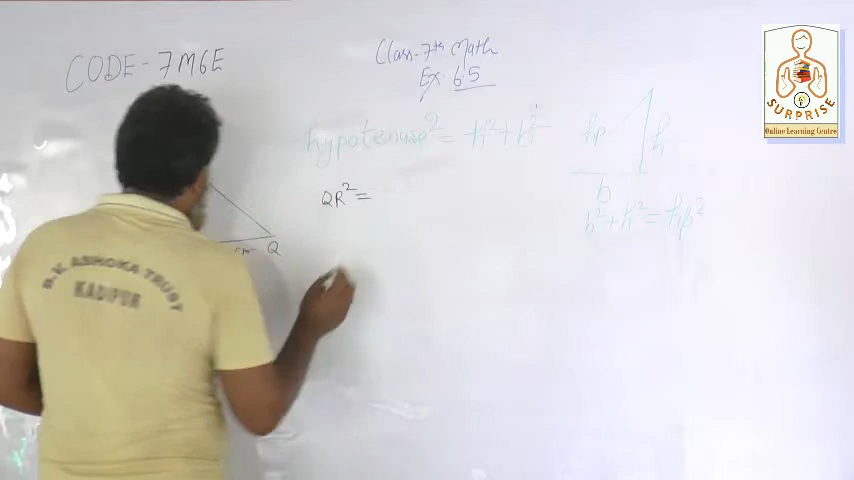 CODE-7M6E
Class-7th Math
Ex. 6.5
hypotenuse² = h²+b²
hp
h
b
b²+h²=hp²
QR²=
Q
B.V. ASHOKA TRUST
KADIPUR
SURPRISE
Online Learning Centre